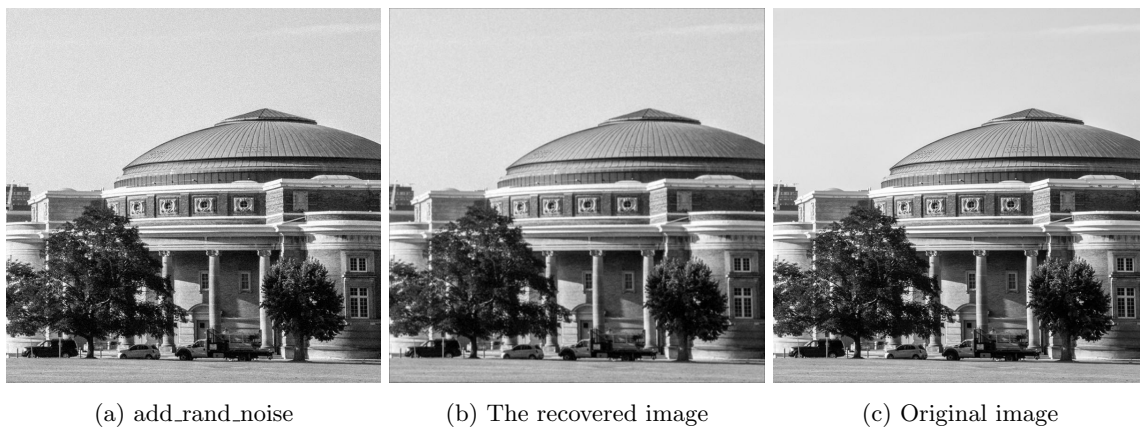 (a) add_rand_noise
(b) The recovered image
(c) Original image